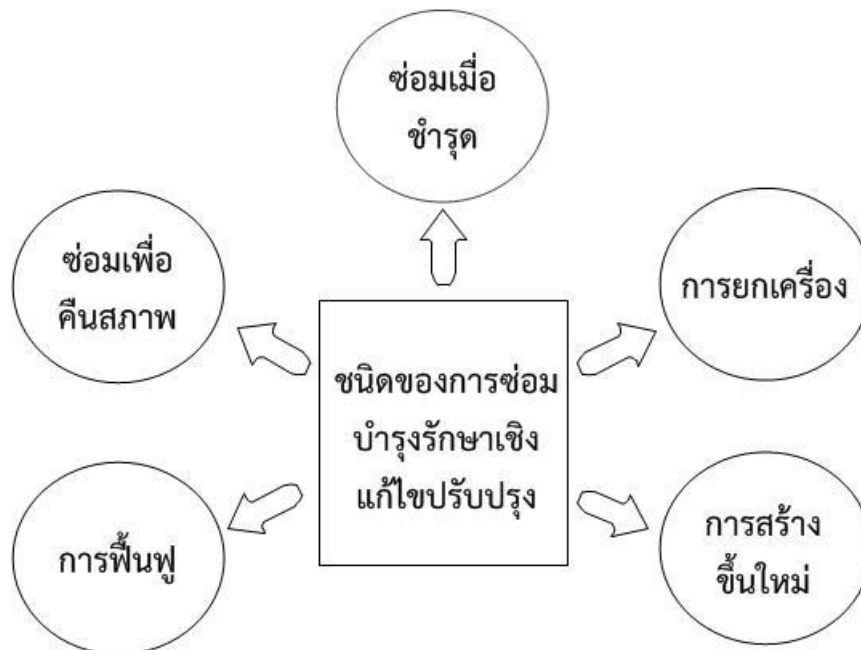 ซ่อมเมื่อ
ชำรุด
ซ่อมเพื่อ
คืนสภาพ
การยกเครื่อง
ชนิดของการซ่อม
บำรุงรักษาเชิง
แก้ไขปรับปรุง
การฟื้นฟู
การสร้าง
ขึ้นใหม่